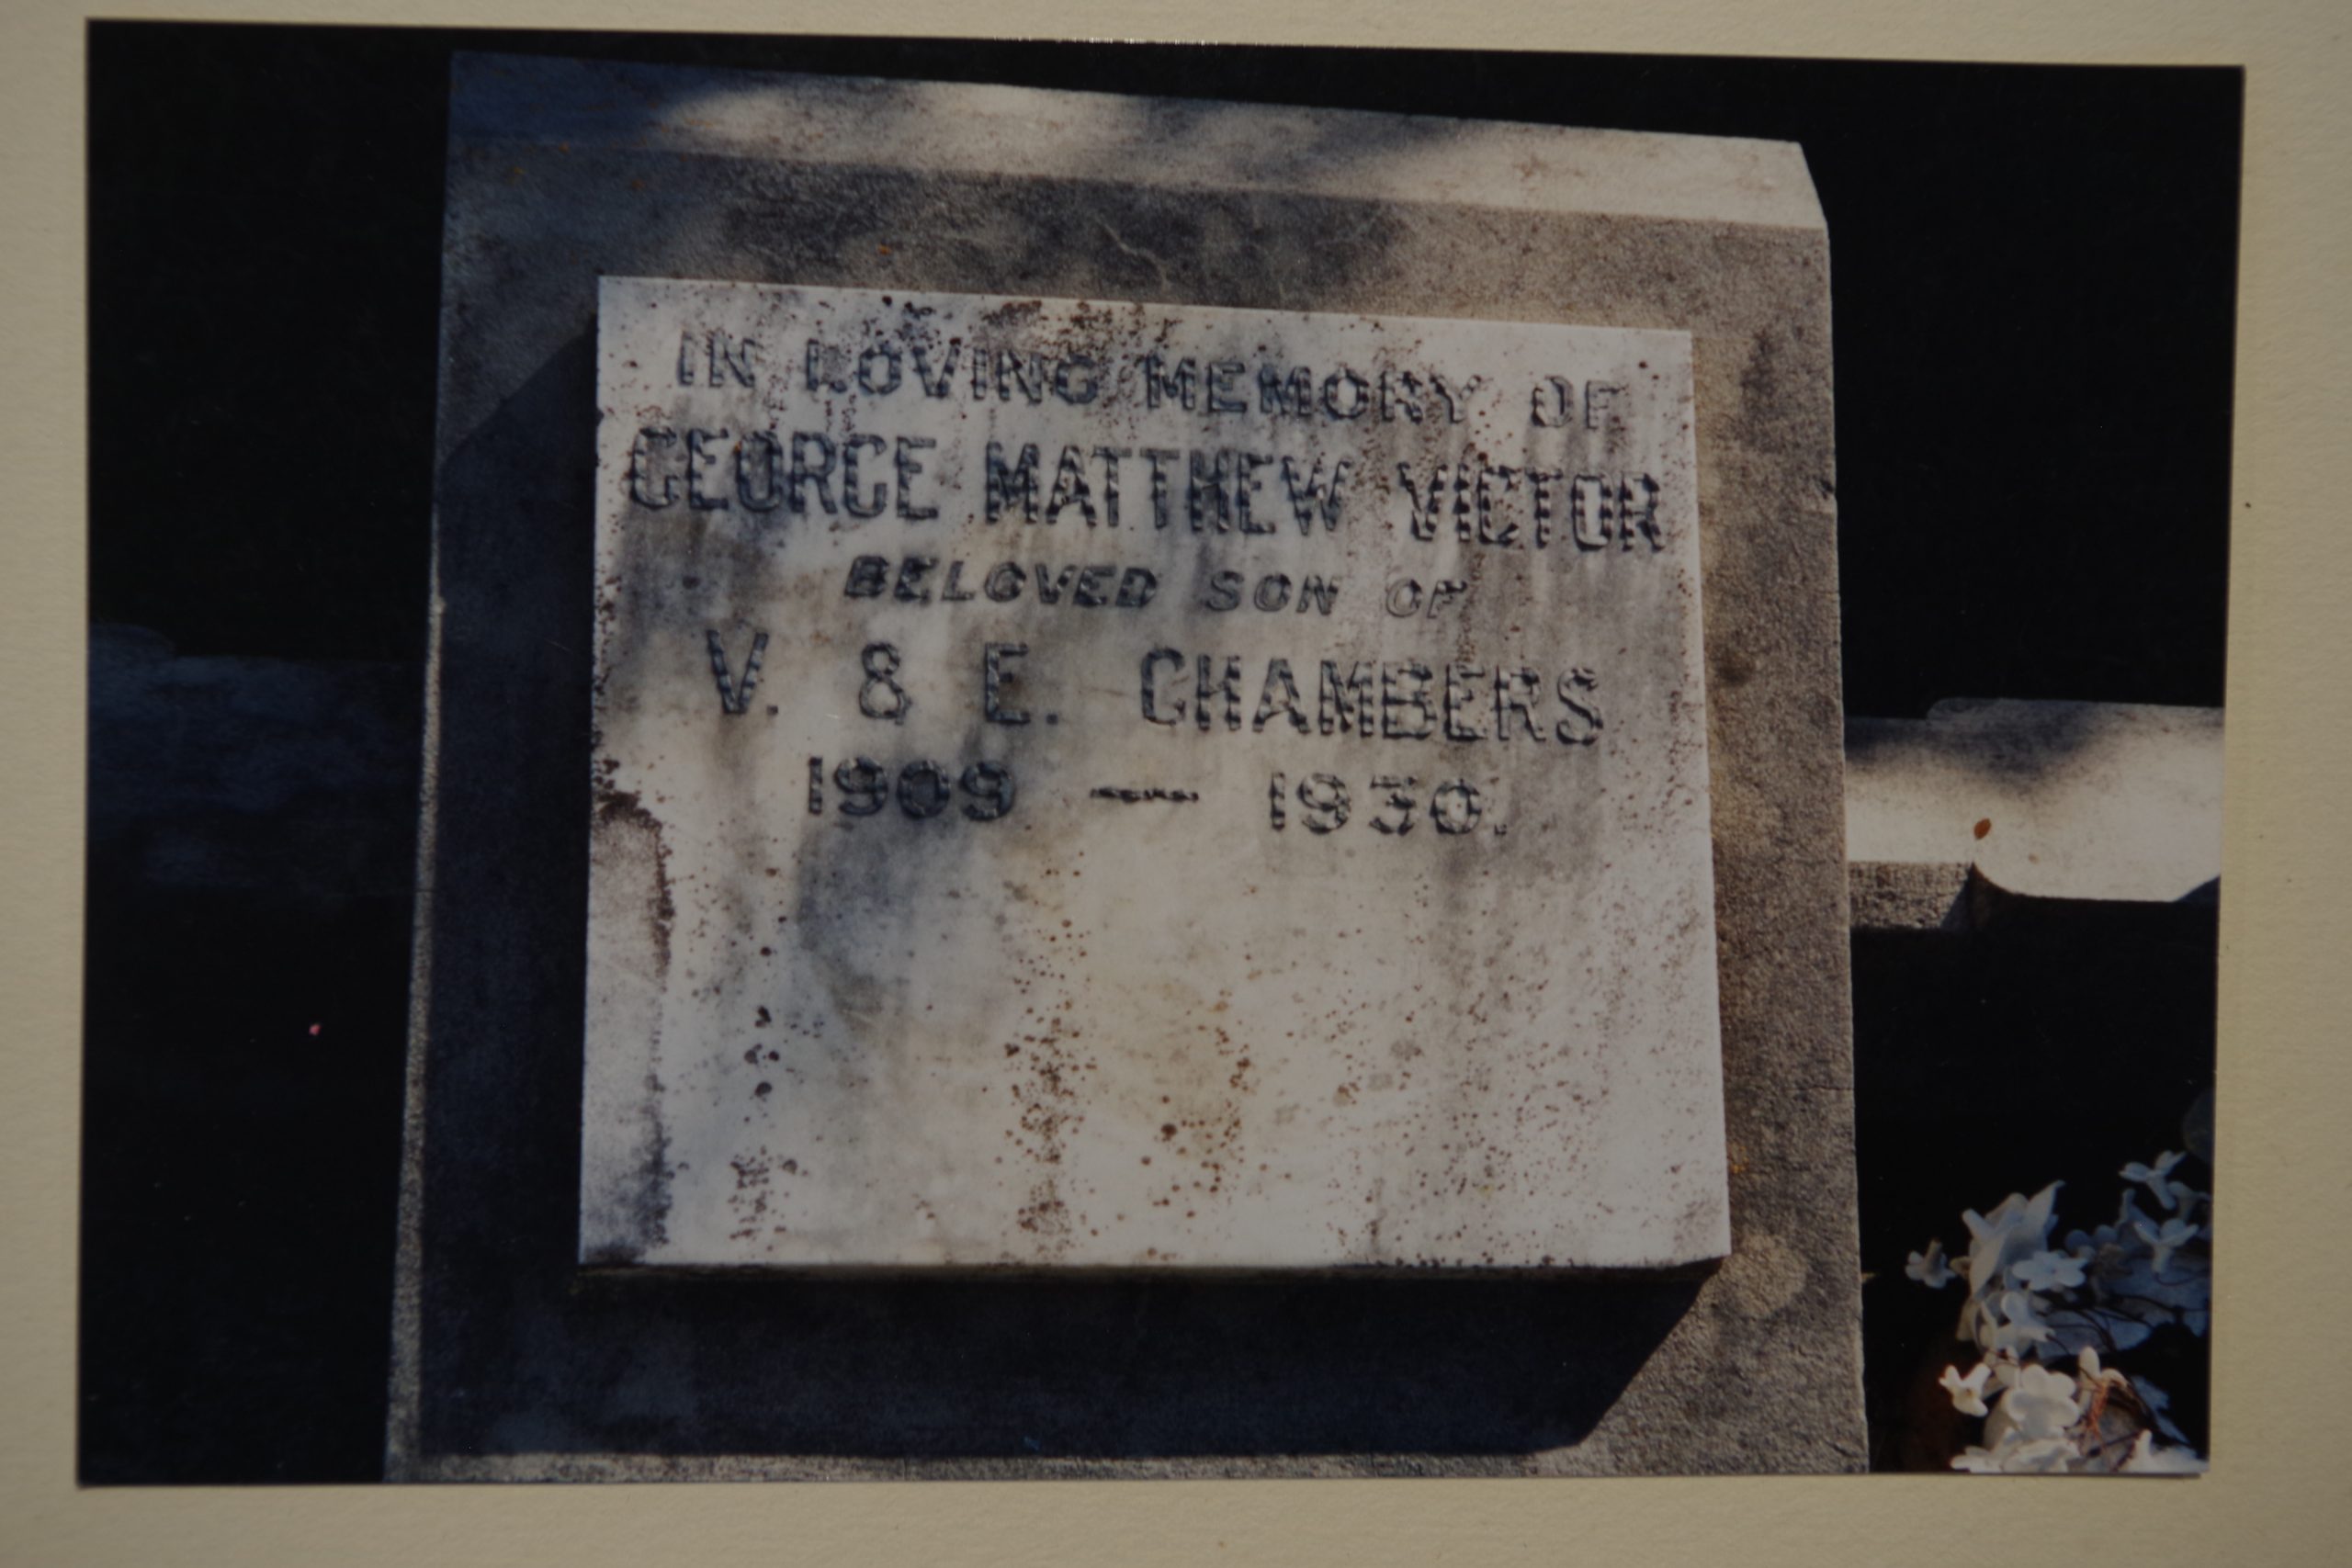 IN LOVING MEMORY OF
GEORGE MATTHEW VICTOR
BELOVED SON OF
V. & E. CHAMBERS
1909 — 1930.